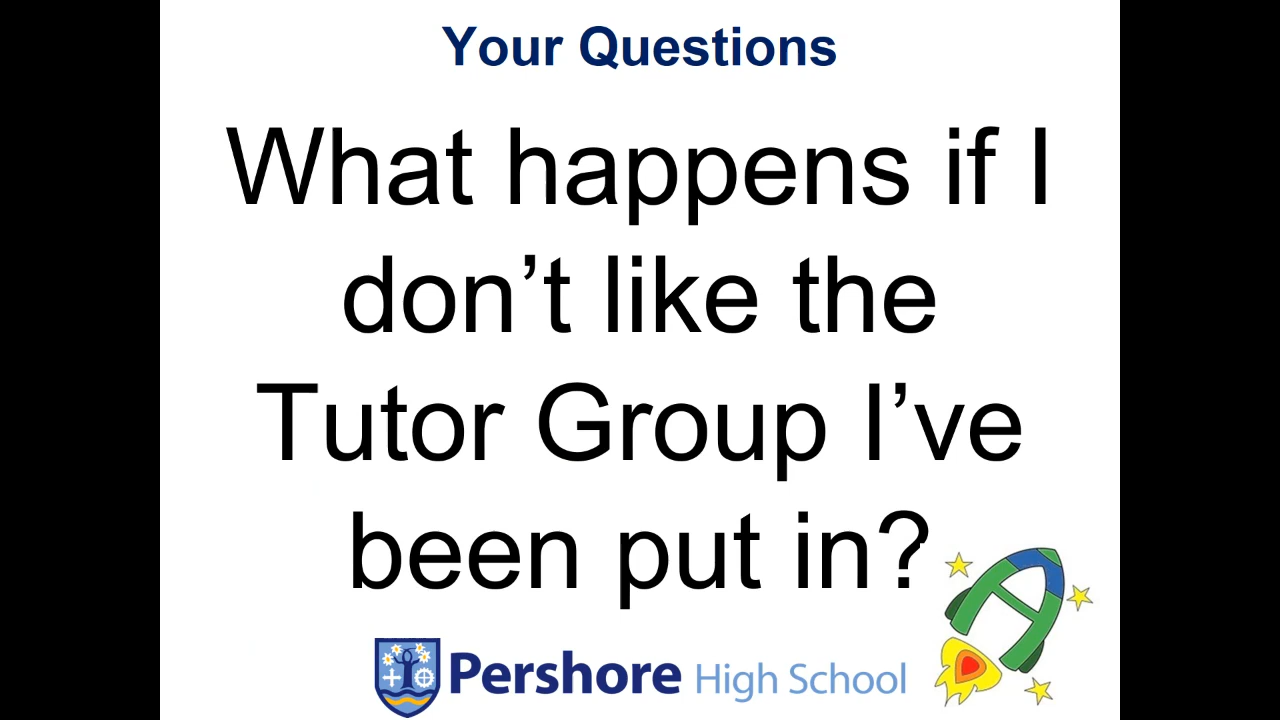 Your Questions
What happens if I
don’t like the
Tutor Group I’ve
been put in?
Pershore High School